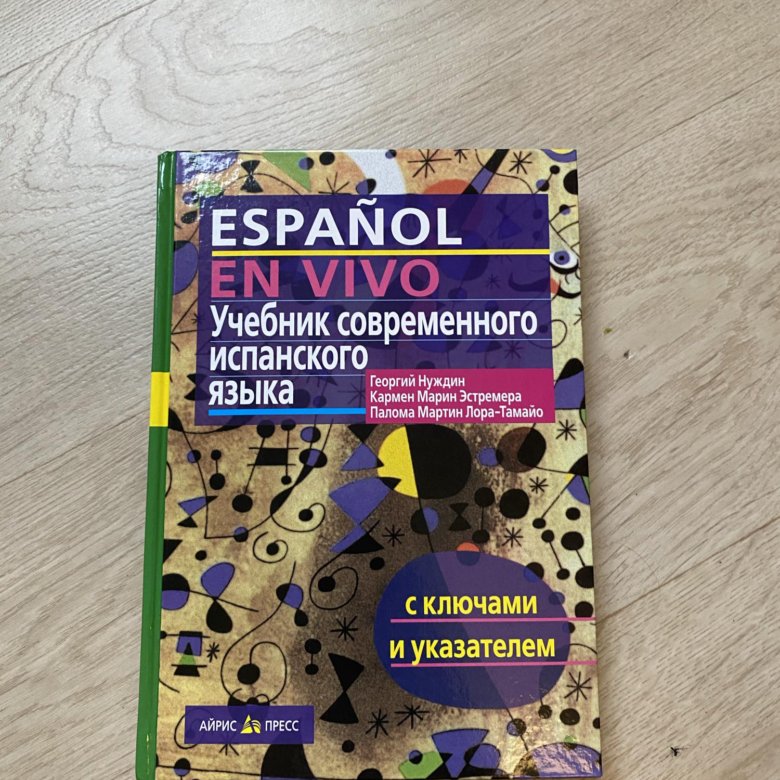 ESPAÑOL
EN VIVO
Учебник современного
испанского
языка
Георгий Нуждин
Кармен Марин Эстремера
Палома Мартин Лора-Тамайо
с ключами
и указателем
АЙРИС ПРЕСС